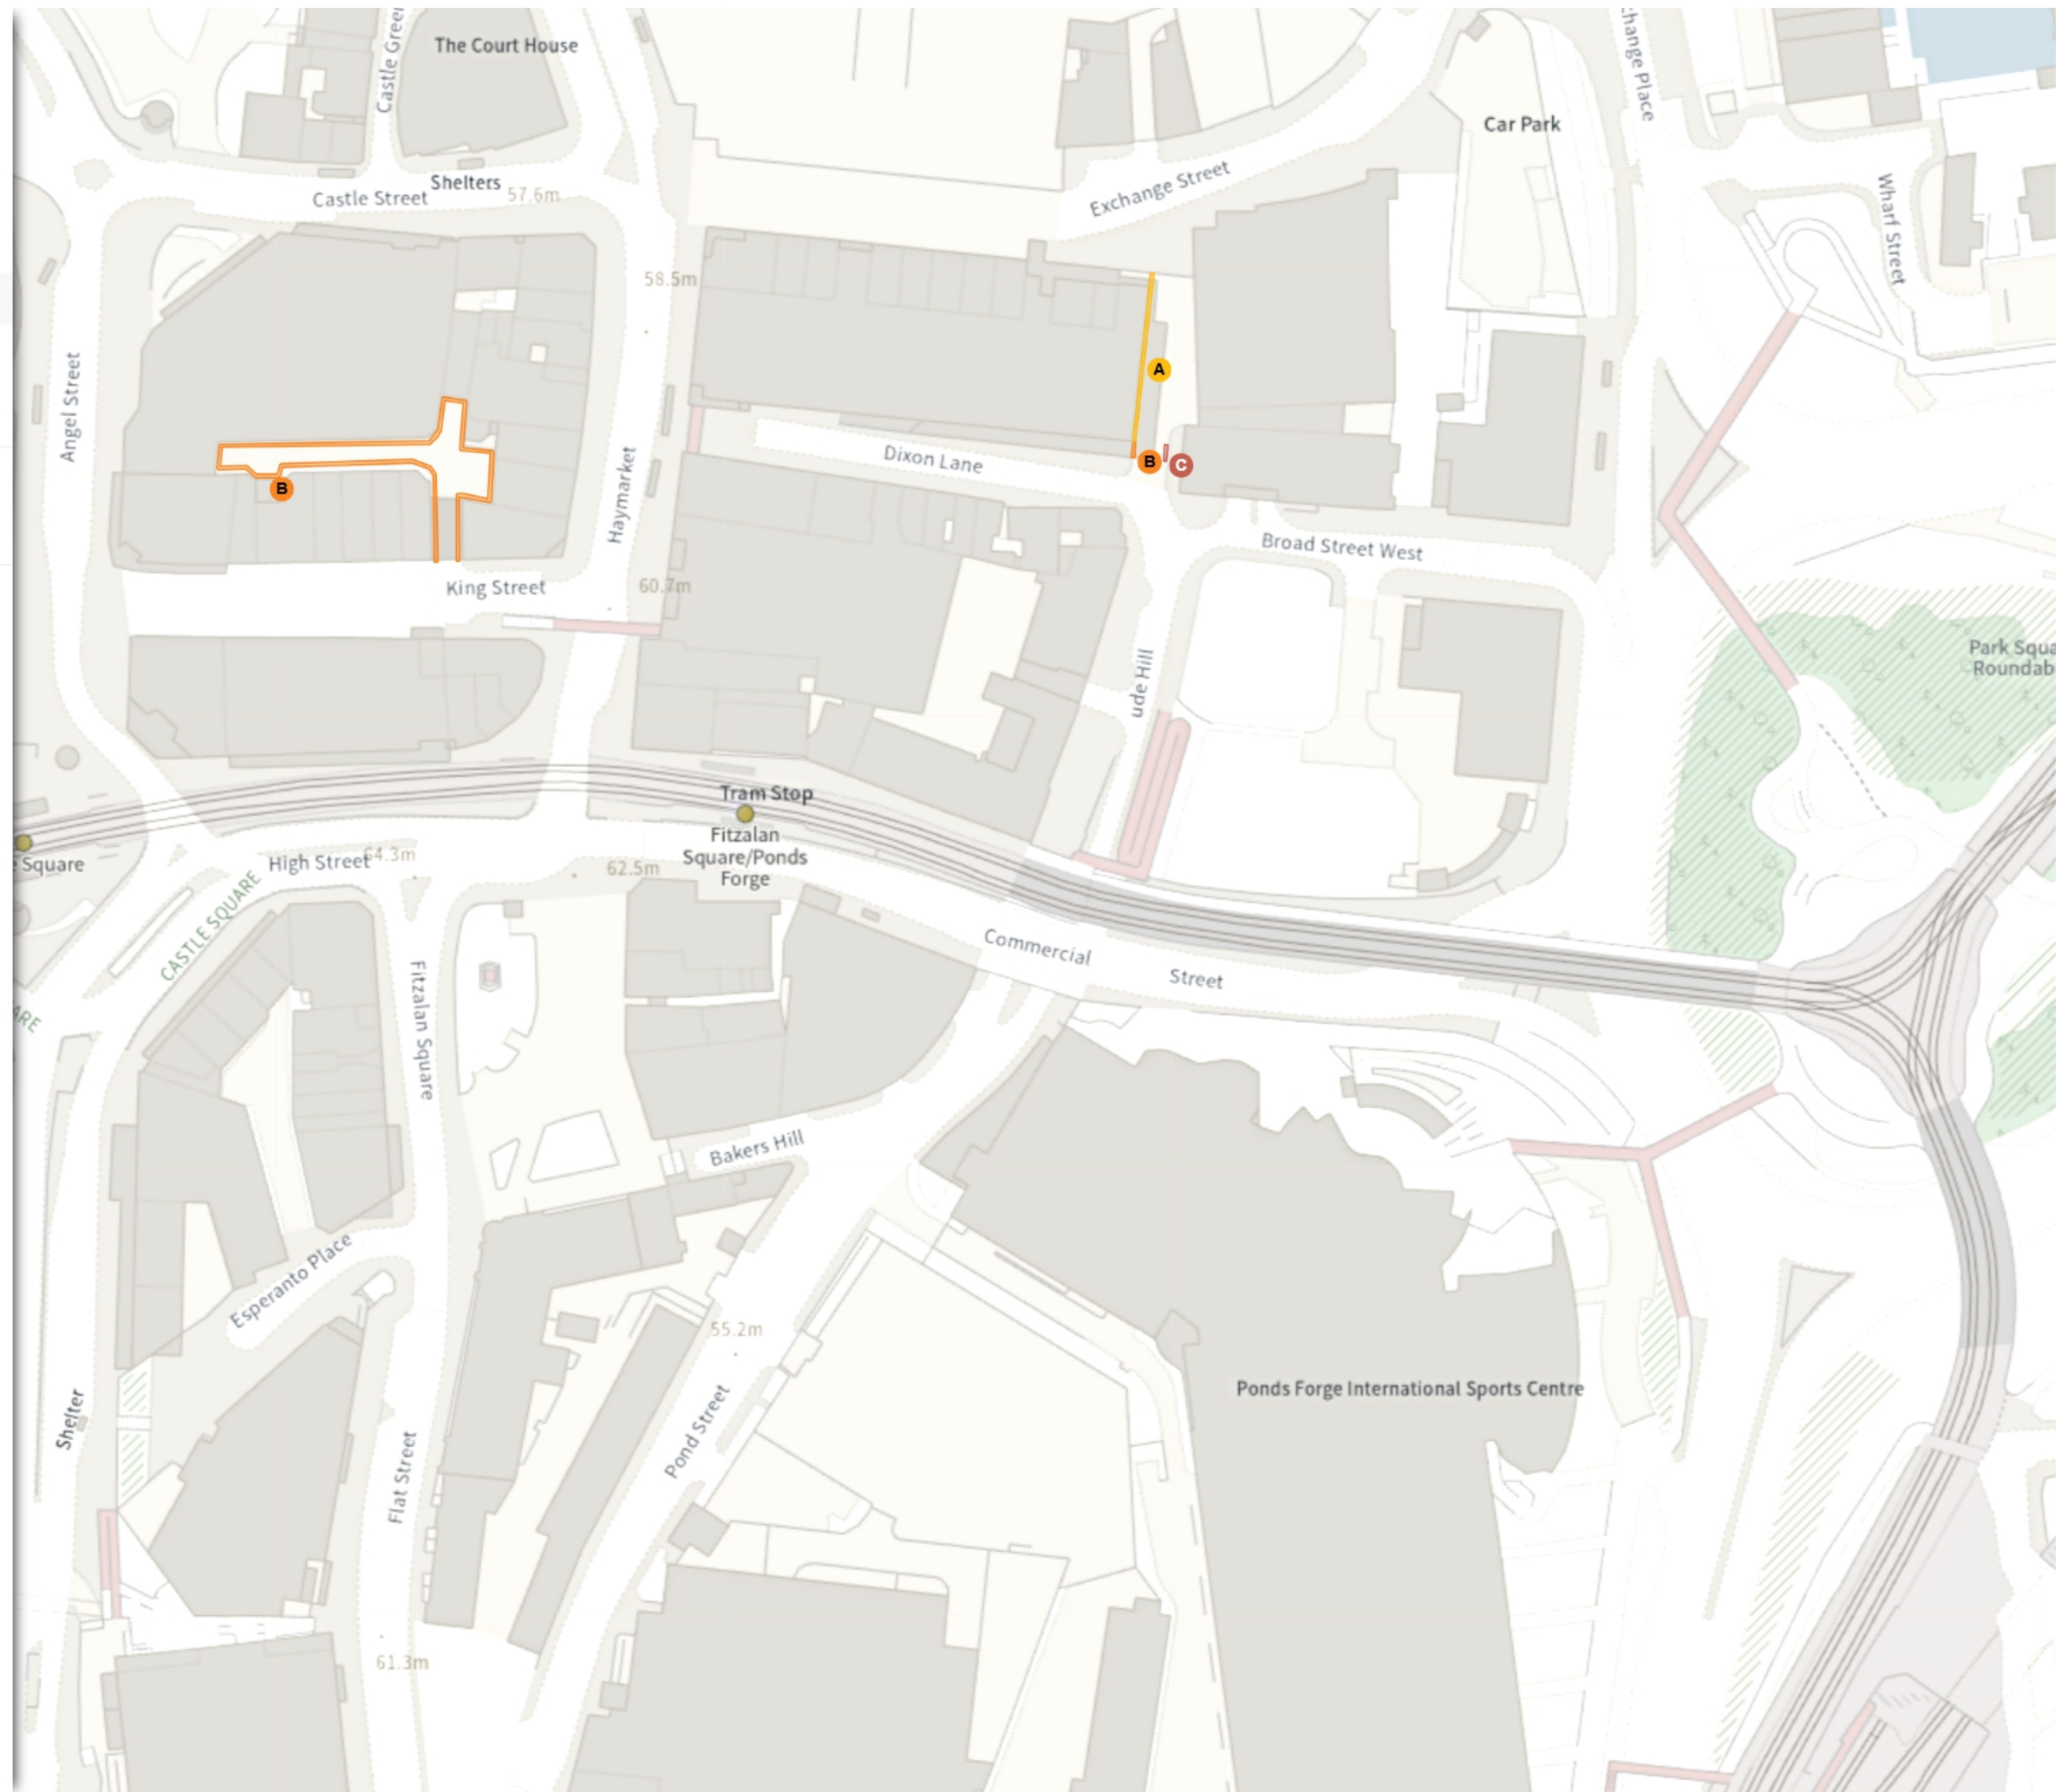 Castle Green
The Court House
change Place
Car Park
Shelters
Castle Street
57.6m
Exchange Street
Wharf Street
58.5m
Angel Street
A
Haymarket
Dixon Lane
B
C
B
Broad Street West
King Street
60.7m
ude Hill
Park Squa
Roundab
Tram Stop
Fitzalan
Square/Ponds
Forge
e Square
High Street
64.3m
62.5m
CASTLE SQUARE
ARE
Commercial
Street
Fitzalan Square
Bakers Hill
Esperanto Place
55.2m
Ponds Forge International Sports Centre
Shelter
Pond Street
Flat Street
61.3m